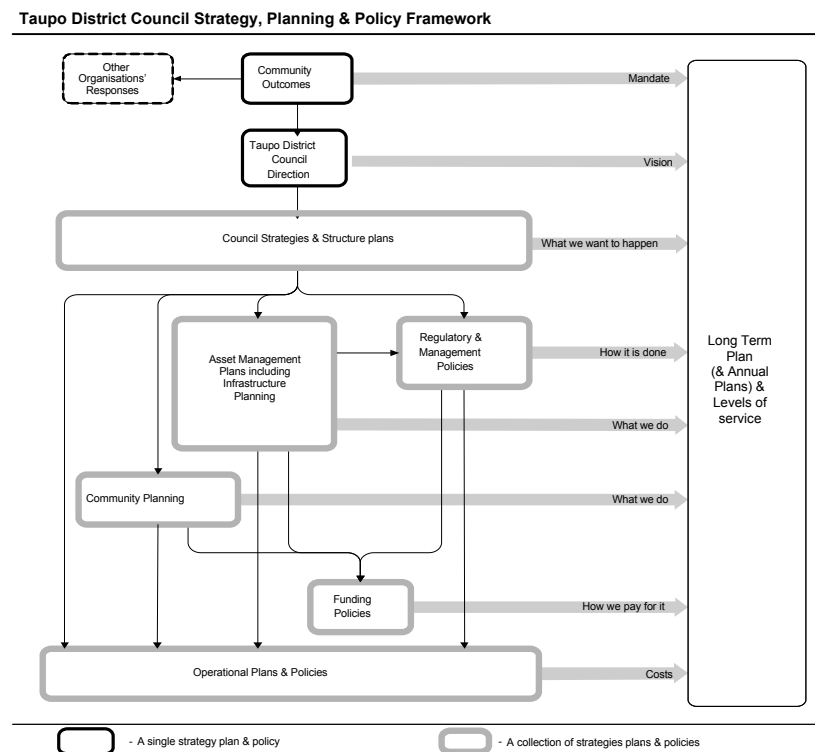 Taupo District Council Strategy, Planning & Policy Framework
Other
Organisations'
Responses
Community
Outcomes
Mandate
Taupo District
Council
Direction
Vision
Council Strategies & Structure plans
What we want to happen
Asset Management
Plans including
Infrastructure
Planning
Regulatory &
Management
Policies
How it is done
Long Term
Plan
(& Annual
Plans) &
Levels of
service
What we do
Community Planning
What we do
Funding
Policies
How we pay for it
Operational Plans & Policies
Costs
- A single strategy plan & policy
- A collection of strategies plans & policies